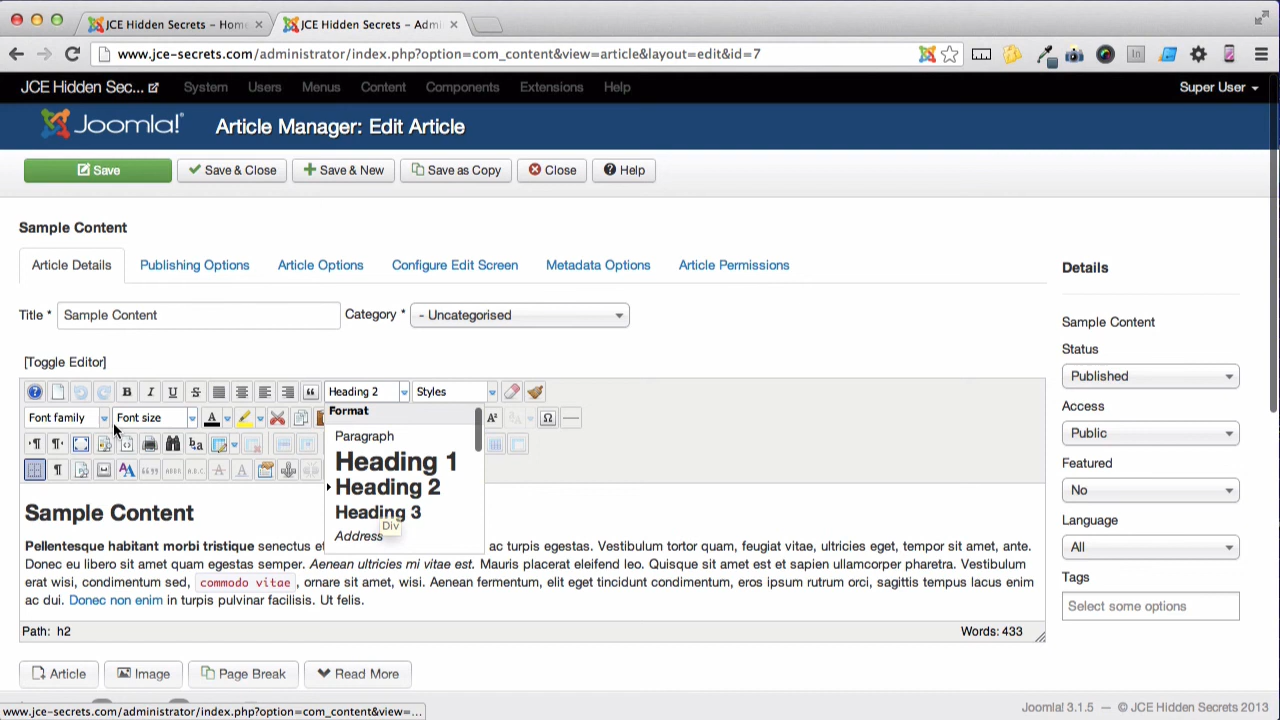 JCE Hidden Secrets – Hom
JCE Hidden Secrets – Adm
www.jce-secrets.com/administrator/index.php?option=com_content&view=article&layout=edit&id=7
JCE Hidden Sec... System Users Menus Content Components Extensions Help Super User
Joomla! Article Manager: Edit Article
Save Save & Close Save & New Save as Copy Close Help
Sample Content
Article Details Publishing Options Article Options Configure Edit Screen Metadata Options Article Permissions
Details
Title * Sample Content Category * - Uncategorised
Sample Content
Status
Published
Access
Public
Featured
No
Language
All
Tags
Select some options
[Toggle Editor]
Heading 2 Styles
Font family Font size
Format
Paragraph
Heading 1
Heading 2
Heading 3
Div
Address
Sample Content
Pellentesque habitant morbi tristique senectus et ac turpis egestas. Vestibulum tortor quam, feugiat vitae, ultricies eget, tempor sit amet, ante.
Donec eu libero sit amet quam egestas semper. Aenean ultricies mi vitae est. Mauris placerat eleifend leo. Quisque sit amet est et sapien ullamcorper pharetra. Vestibulum
erat wisi, condimentum sed, commodo vitae, ornare sit amet, wisi. Aenean fermentum, elit eget tincidunt condimentum, eros ipsum rutrum orci, sagittis tempus lacus enim
ac dui. Donec non enim in turpis pulvinar facilisis. Ut felis.
Path: h2 Words: 433
Article Image Page Break Read More
www.jce-secrets.com/administrator/index.php?option=com_content&view=...
Joomla! 3.1.5 — © JCE Hidden Secrets 2013